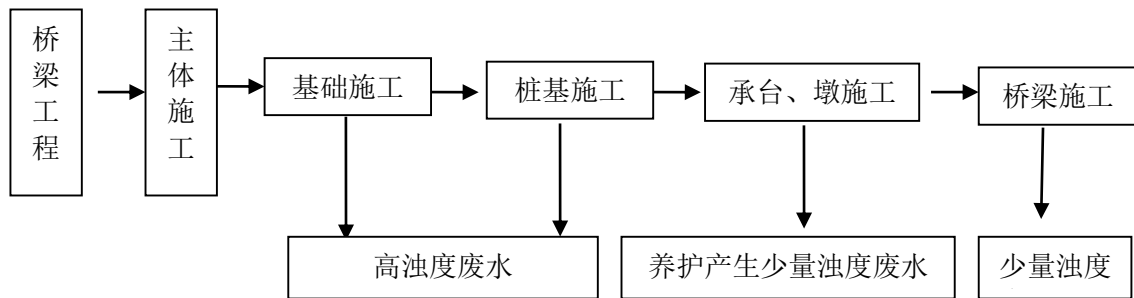 桥梁工程
主体施工
基础施工
桩基施工
承台、墩施工
桥梁施工
高浊度废水
养护产生少量浊度废水
少量浊度